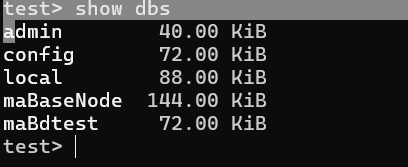 test> show dbs
admin 40.00 KiB
config 72.00 KiB
local 88.00 KiB
maBaseNode 144.00 KiB
maBdtest 72.00 KiB
test>